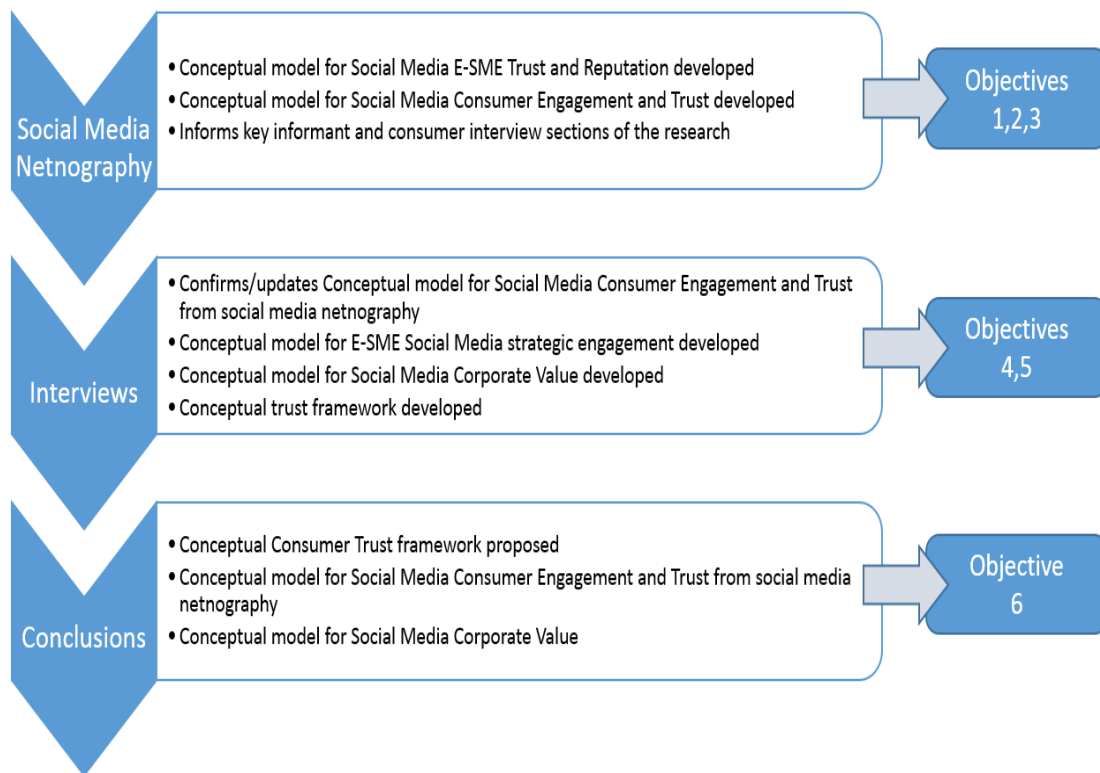 • Conceptual model for Social Media E-SME Trust and Reputation developed
• Conceptual model for Social Media Consumer Engagement and Trust developed
• Informs key informant and consumer interview sections of the research
Social Media
Netnography
Objectives
1,2,3
• Confirms/updates Conceptual model for Social Media Consumer Engagement and Trust
from social media netnography
• Conceptual model for E-SME Social Media strategic engagement developed
• Conceptual model for Social Media Corporate Value developed
• Conceptual trust framework developed
Interviews
Objectives
4,5
• Conceptual Consumer Trust framework proposed
• Conceptual model for Social Media Consumer Engagement and Trust from social media
netnography
• Conceptual model for Social Media Corporate Value
Conclusions
Objective
6